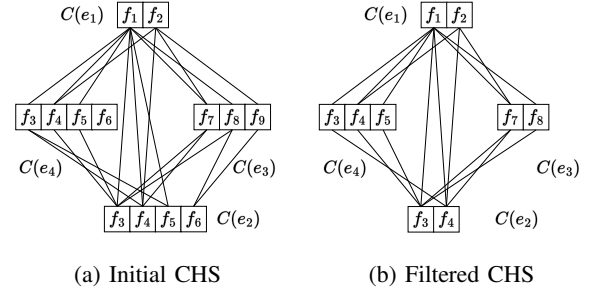 C(e₁) f₁ f₂ C(e₁) f₁ f₂
f₃ f₄ f₅ f₆ f₇ f₈ f₉ f₃ f₄ f₅ f₇ f₈
C(e₄) C(e₃) C(e₄) C(e₃)
f₃ f₄ f₅ f₆ C(e₂) f₃ f₄ C(e₂)
(a) Initial CHS (b) Filtered CHS